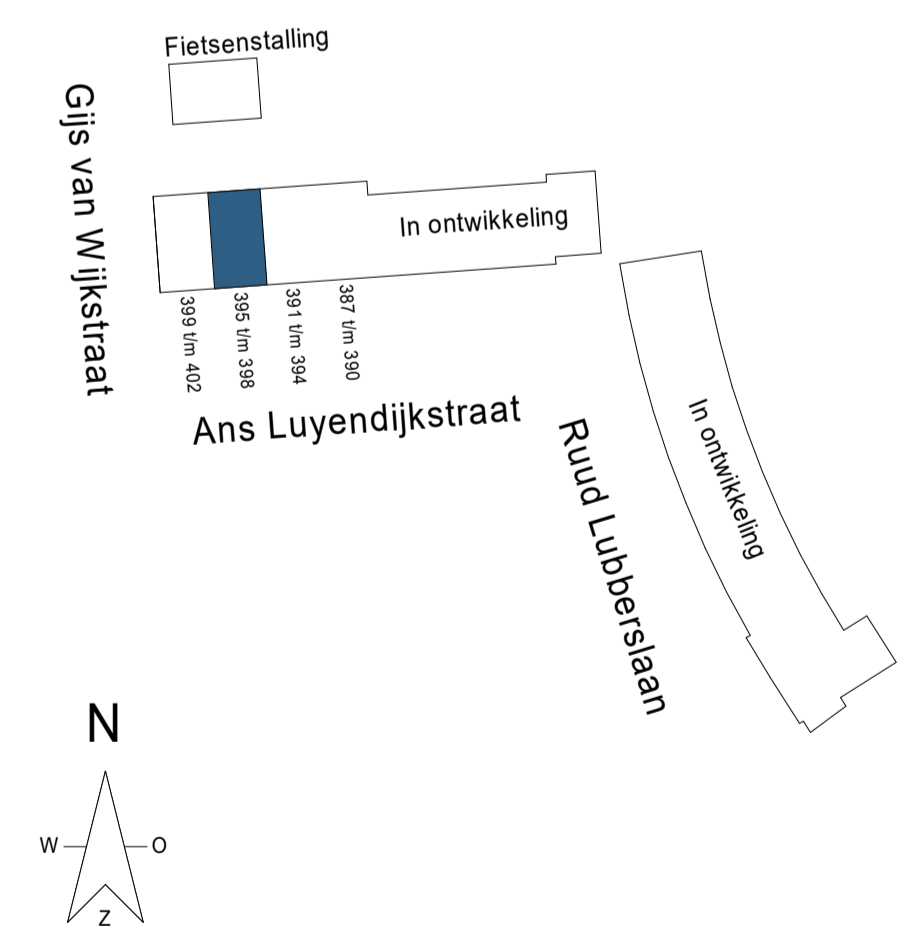 Fietsenstalling
Gijs van Wijkstraat
In ontwikkeling
399 t/m 402
395 t/m 398
391 t/m 394
387 t/m 390
Ans Luyendijkstraat
Ruud Lubberslaan
In ontwikkeling
N
W
O
Z